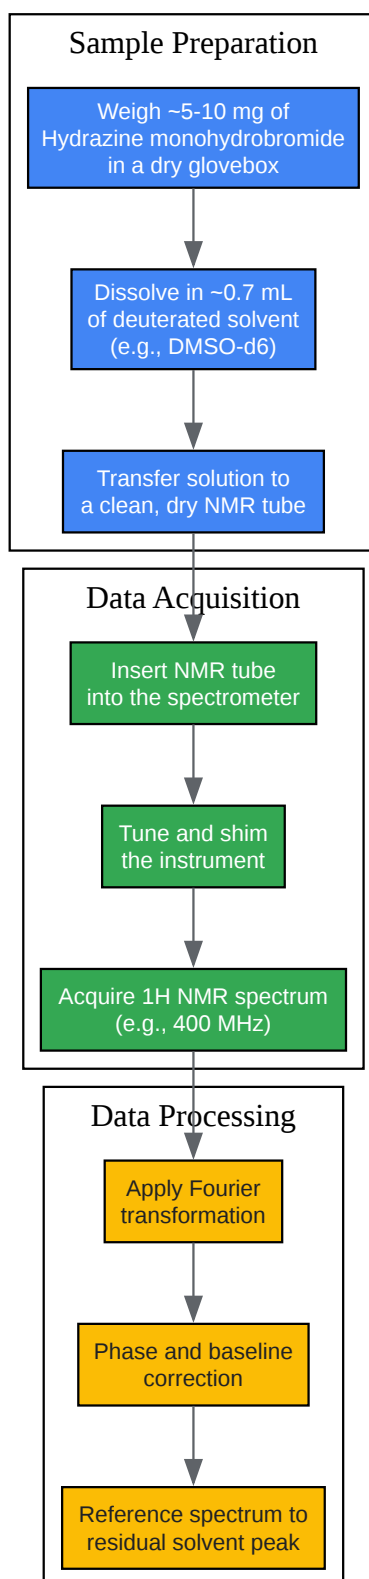 Sample Preparation
Weigh ~5-10 mg of
Hydrazine monohydrobromide
in a dry glovebox
Dissolve in ~0.7 mL
of deuterated solvent
(e.g., DMSO-d6)
Transfer solution to
a clean, dry NMR tube
Data Acquisition
Insert NMR tube
into the spectrometer
Tune and shim
the instrument
Acquire 1H NMR spectrum
(e.g., 400 MHz)
Data Processing
Apply Fourier
transformation
Phase and baseline
correction
Reference spectrum to
residual solvent peak